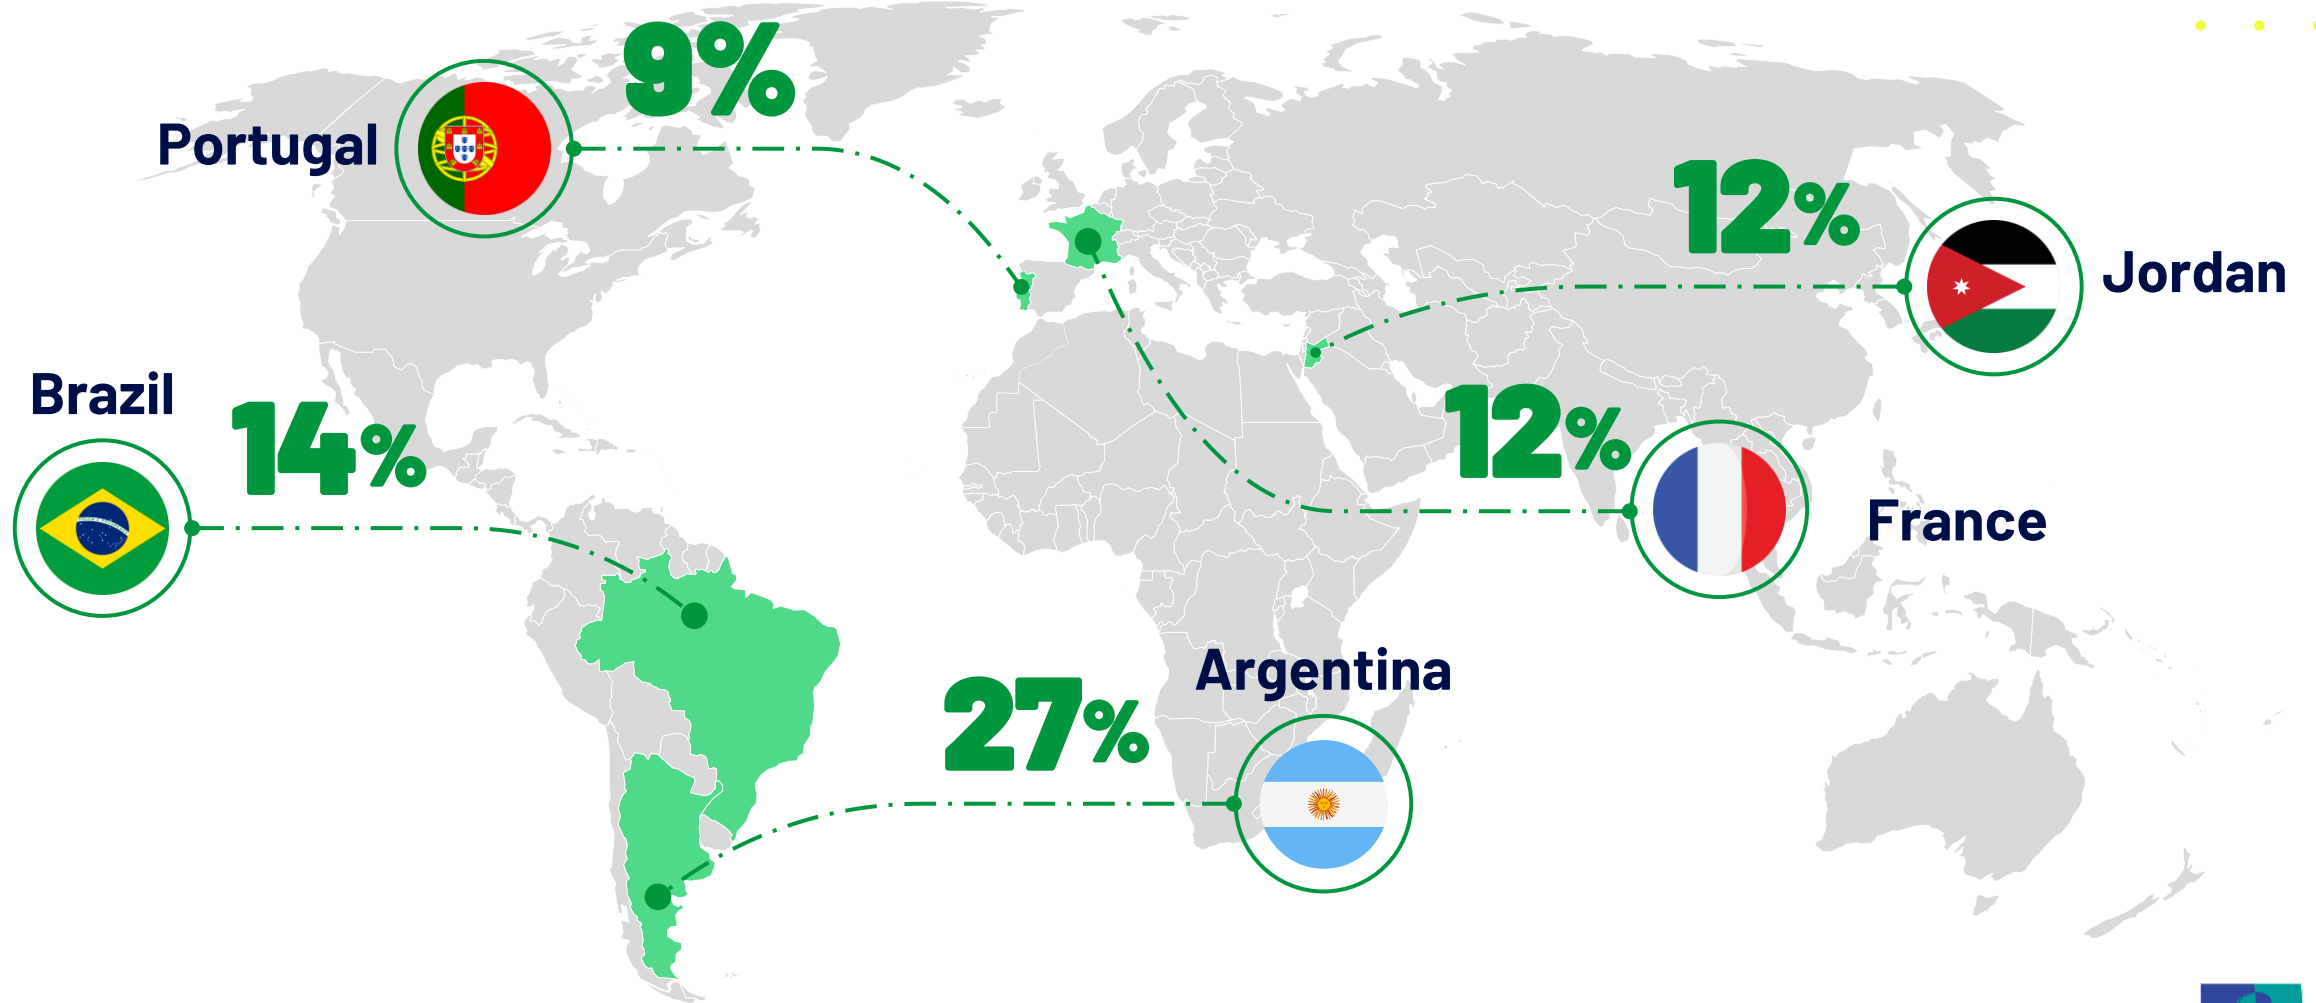 9%
Portugal
12%
Jordan
Brazil
14%
12%
France
Argentina
27%